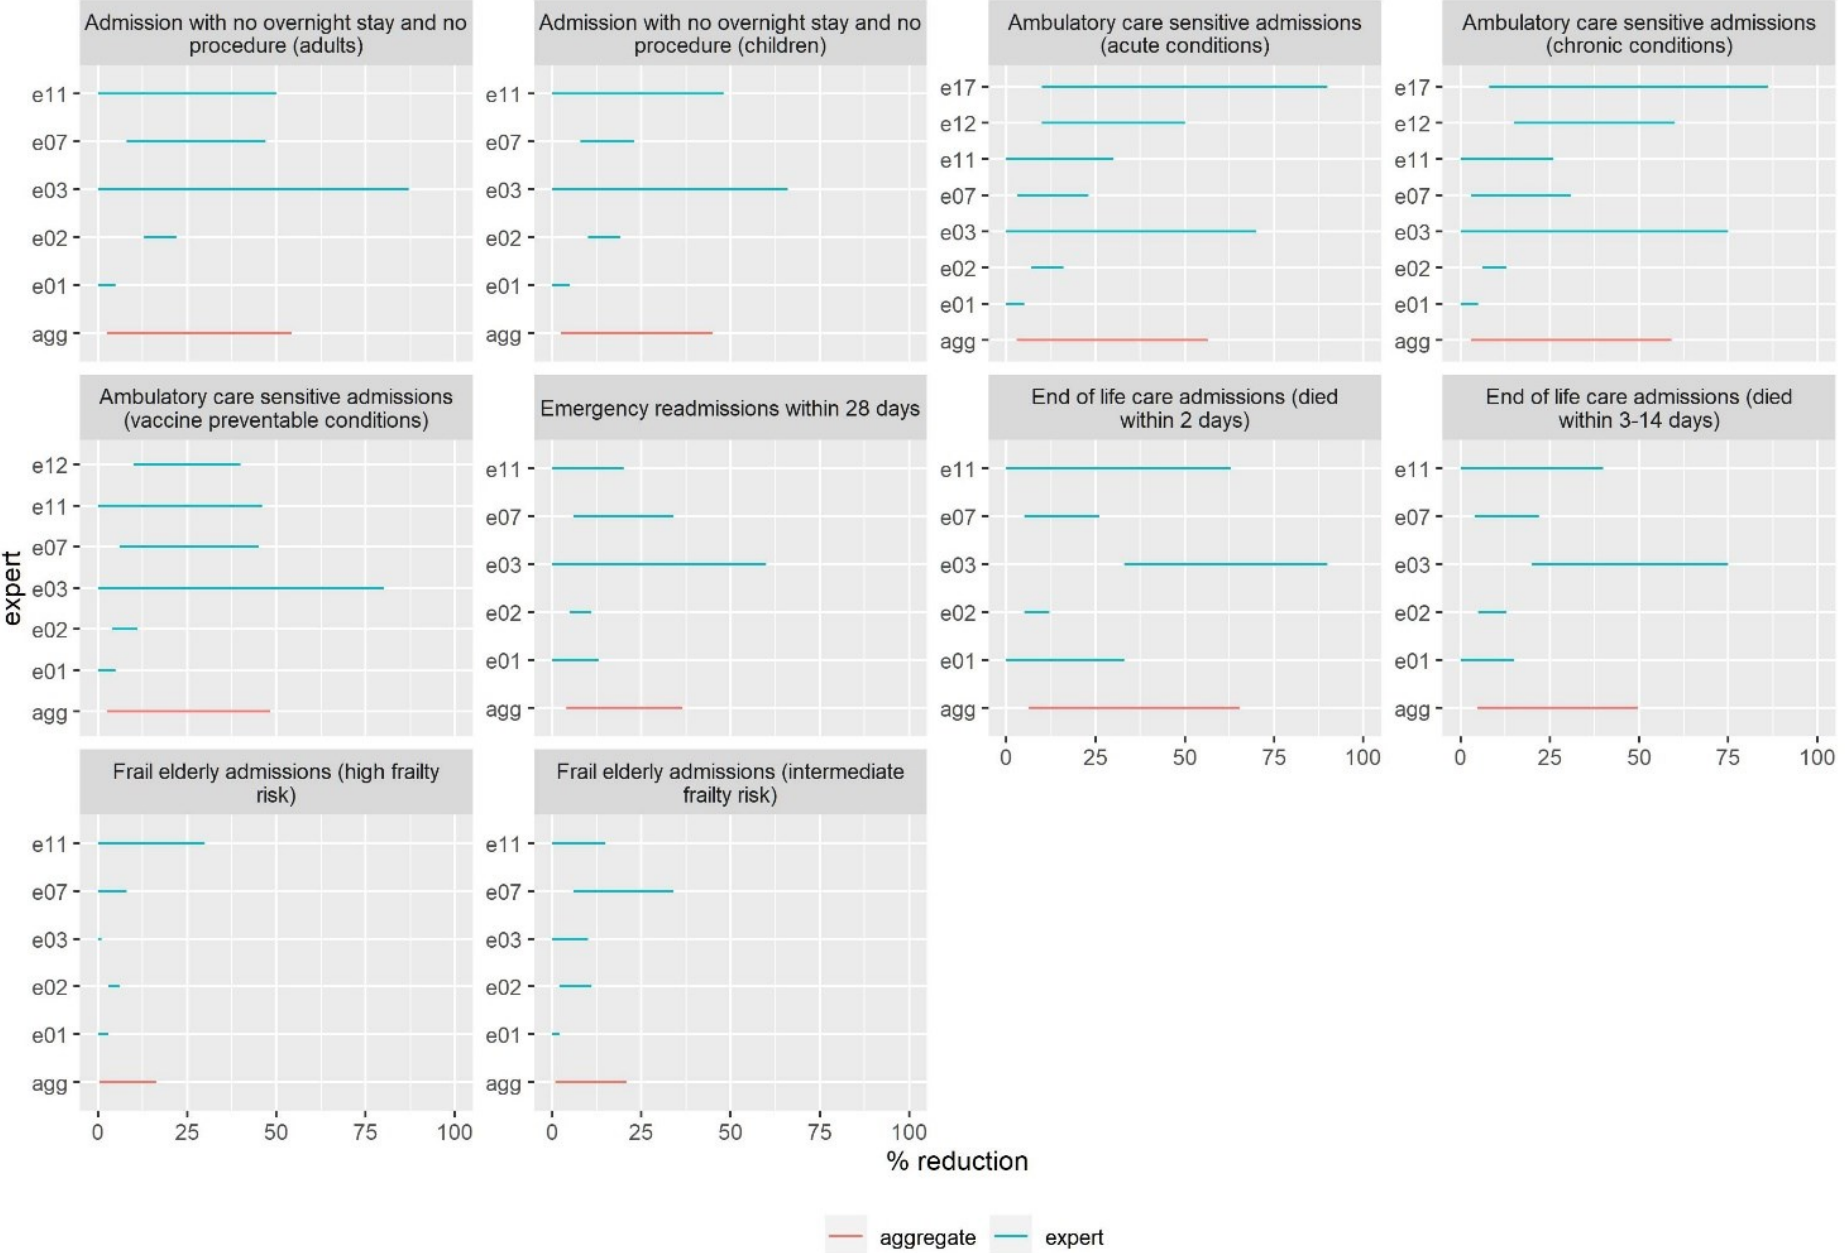 Admission with no overnight stay and no
procedure (adults)
Admission with no overnight stay and no
procedure (children)
Ambulatory care sensitive admissions
(acute conditions)
Ambulatory care sensitive admissions
(chronic conditions)
e11
e07
e03
e02
e01
agg
e11
e07
e03
e02
e01
agg
e17
e12
e11
e07
e03
e02
e01
agg
e17
e12
e11
e07
e03
e02
e01
agg
Ambulatory care sensitive admissions
(vaccine preventable conditions)
Emergency readmissions within 28 days
End of life care admissions (died
within 2 days)
End of life care admissions (died
within 3-14 days)
expert
e12
e11
e07
e03
e02
e01
agg
e11
e07
e03
e02
e01
agg
e11
e07
e03
e02
e01
agg
0 25 50 75 100
e11
e07
e03
e02
e01
agg
0 25 50 75 100
Frail elderly admissions (high frailty
risk)
Frail elderly admissions (intermediate
frailty risk)
e11
e07
e03
e02
e01
agg
0 25 50 75 100
e11
e07
e03
e02
e01
agg
0 25 50 75 100
% reduction
aggregate expert